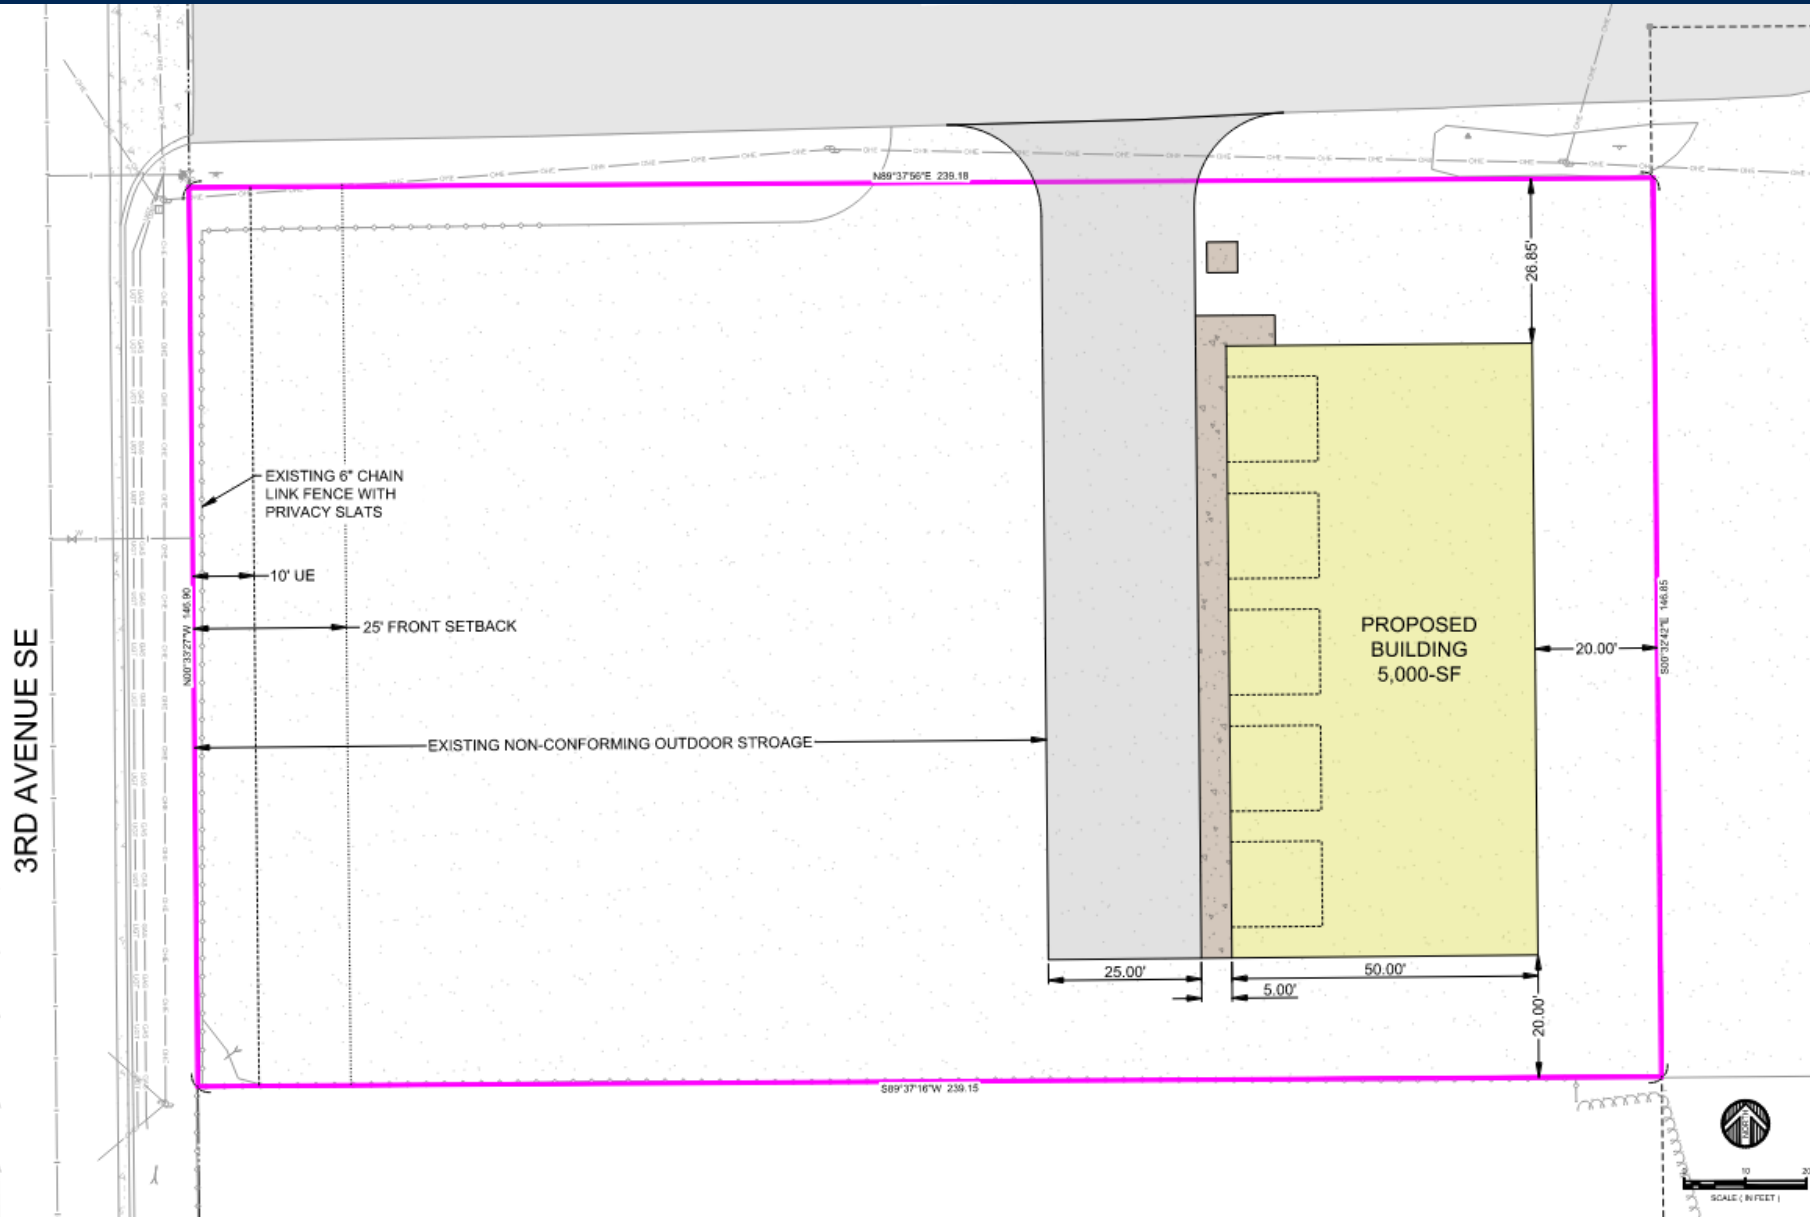 N89°37'56"E 239.18
26.85'
EXISTING 6" CHAIN
LINK FENCE WITH
PRIVACY SLATS
10' UE
25' FRONT SETBACK
N00°33'27"W 146.90
S00°32'42"E 146.85
PROPOSED
BUILDING
5,000-SF
20.00'
3RD AVENUE SE
EXISTING NON-CONFORMING OUTDOOR STROAGE
25.00'
50.00'
5.00'
20.00'
S89°37'16"W 239.15
NORTH
10
20
SCALE ( IN FEET )